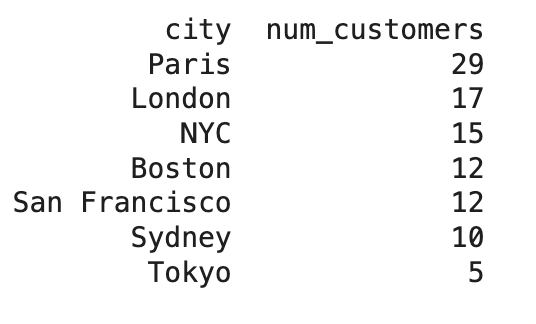 city num_customers
Paris 29
London 17
NYC 15
Boston 12
San Francisco 12
Sydney 10
Tokyo 5